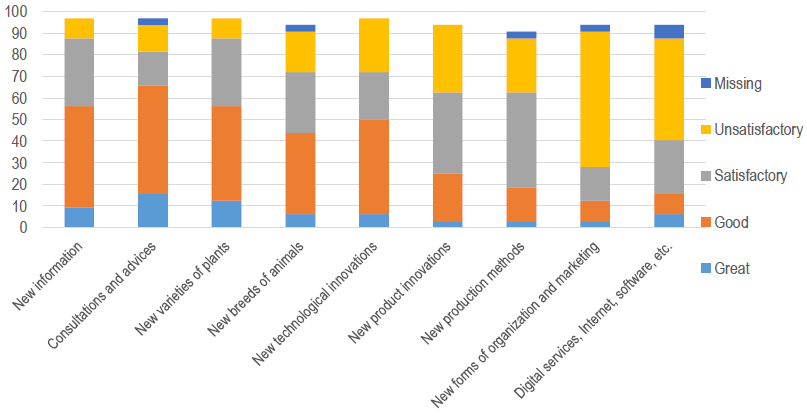 100
90
80
70
60
50
40
30
20
10
0
Missing
Unsatisfactory
Satisfactory
Good
Great
New information
Consultations and advices
New varieties of plants
New breeds of animals
New technological innovations
New product innovations
New production methods
New forms of organization and marketing
Digital services, Internet, software, etc.